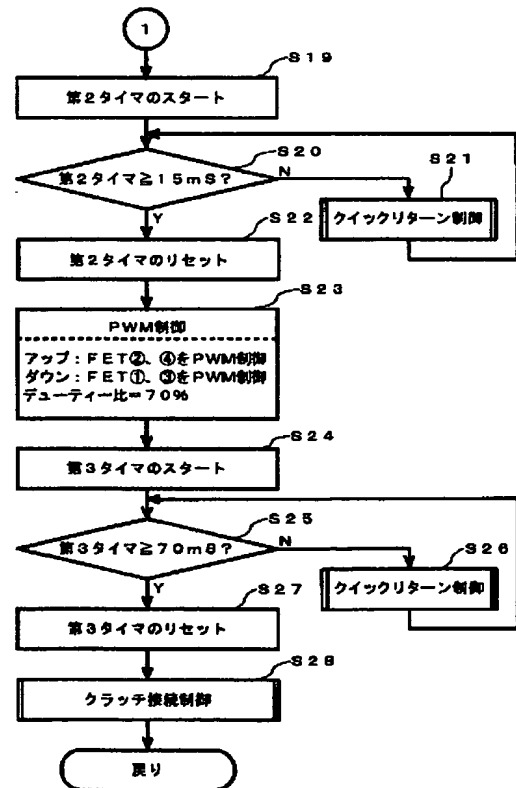 1
S19
第2タイマのスタート
S20
第2タイマ≧15mS?
N
S21
クイックリターン制御
Y
S22
第2タイマのリセット
S23
PWM制御
アップ:FET②、④をPWM制御
ダウン:FET①、③をPWM制御
デューティー比=70%
S24
第3タイマのスタート
S25
第3タイマ≧70mS?
N
S26
クイックリターン制御
Y
S27
第3タイマのリセット
S28
クラッチ接続制御
戻り